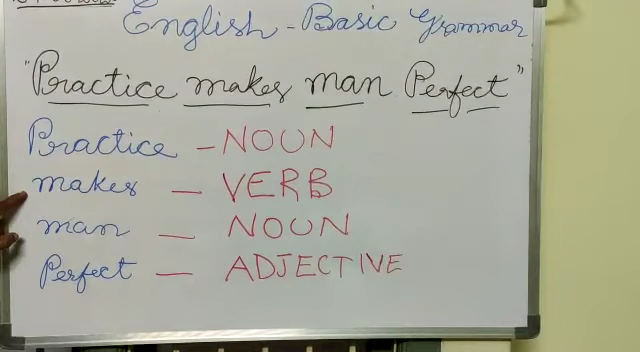 English - Basic Grammar
"Practice makes man Perfect"
Practice - NOUN
makes - VERB
man - NOUN
Perfect - ADJECTIVE